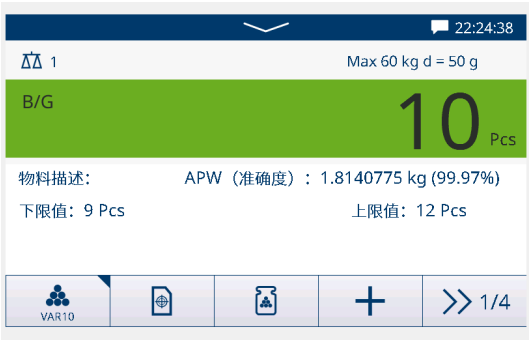 22:24:38
1 Max 60 kg d = 50 g
B/G 10 Pcs
物料描述: APW（准确度）: 1.8140775 kg (99.97%)
下限值: 9 Pcs 上限值: 12 Pcs
VAR10 1/4